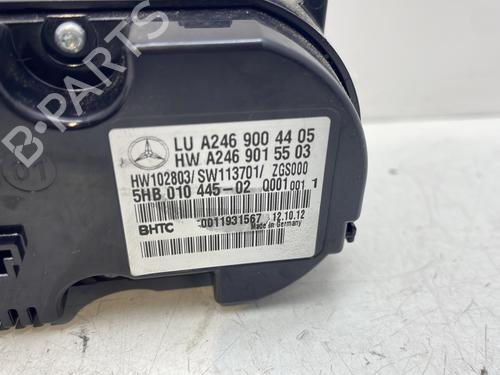 B-Parts
LU A246 900 44 05
HW A246 901 55 03
HW102803/SW113701/ ZGS000
5HB 010 445-02 Q001 001 1
BHTC 0011931567 12.10.12
Made in Germany
01